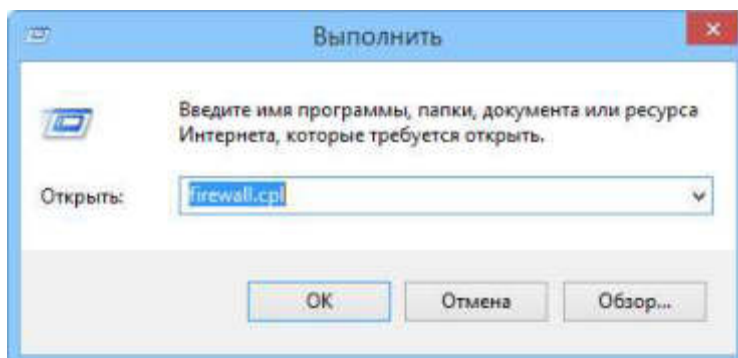 Выполнить
Введите имя программы, папки, документа или ресурса
Интернета, которые требуется открыть.
Открыть: firewall.cpl
OK Отмена Обзор...